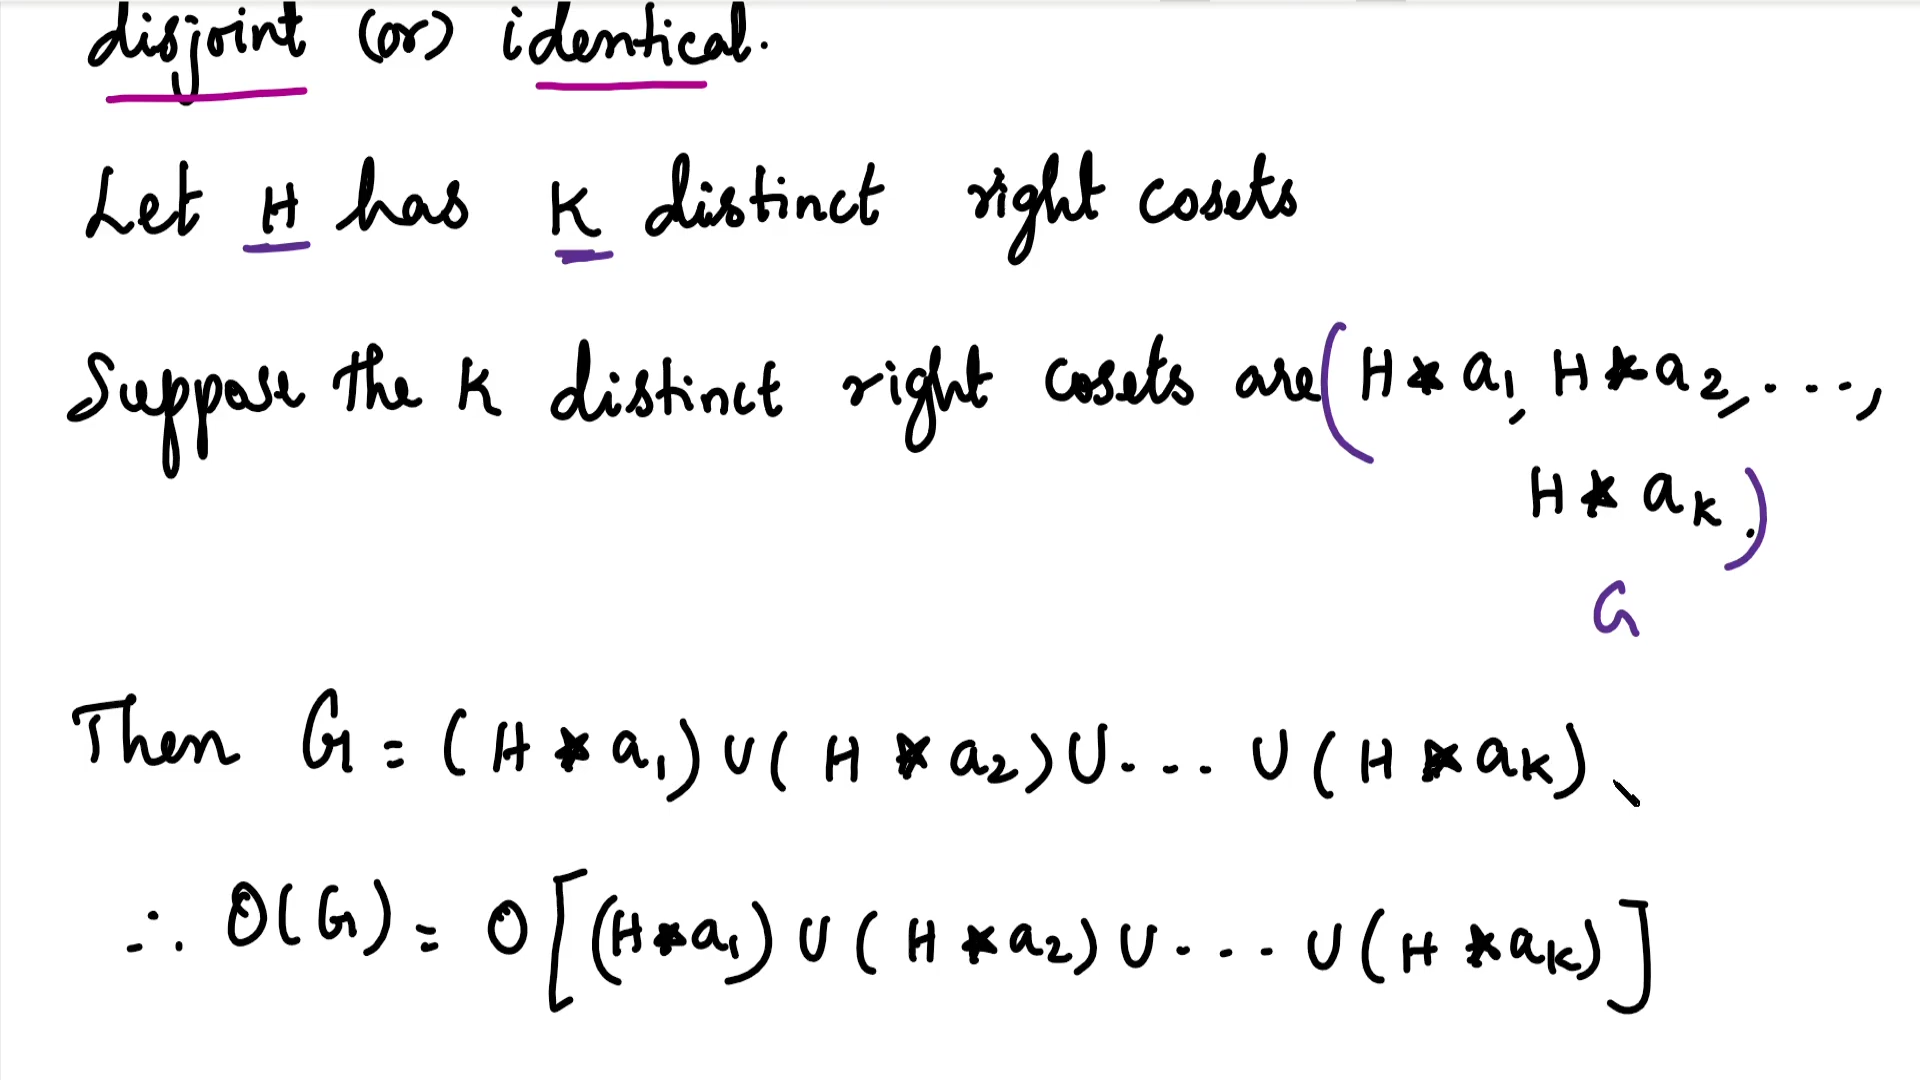 disjoint (or) identical.
Let H has K distinct right cosets
Suppose the K distinct right cosets are (H * a₁, H * a₂, ...,
H * aₖ.)
G
Then G = (H * a₁) ∪ (H * a₂) ∪ ... ∪ (H * aₖ).
∴ O(G) = O[(H * a₁) ∪ (H * a₂) ∪ ... ∪ (H * aₖ)]